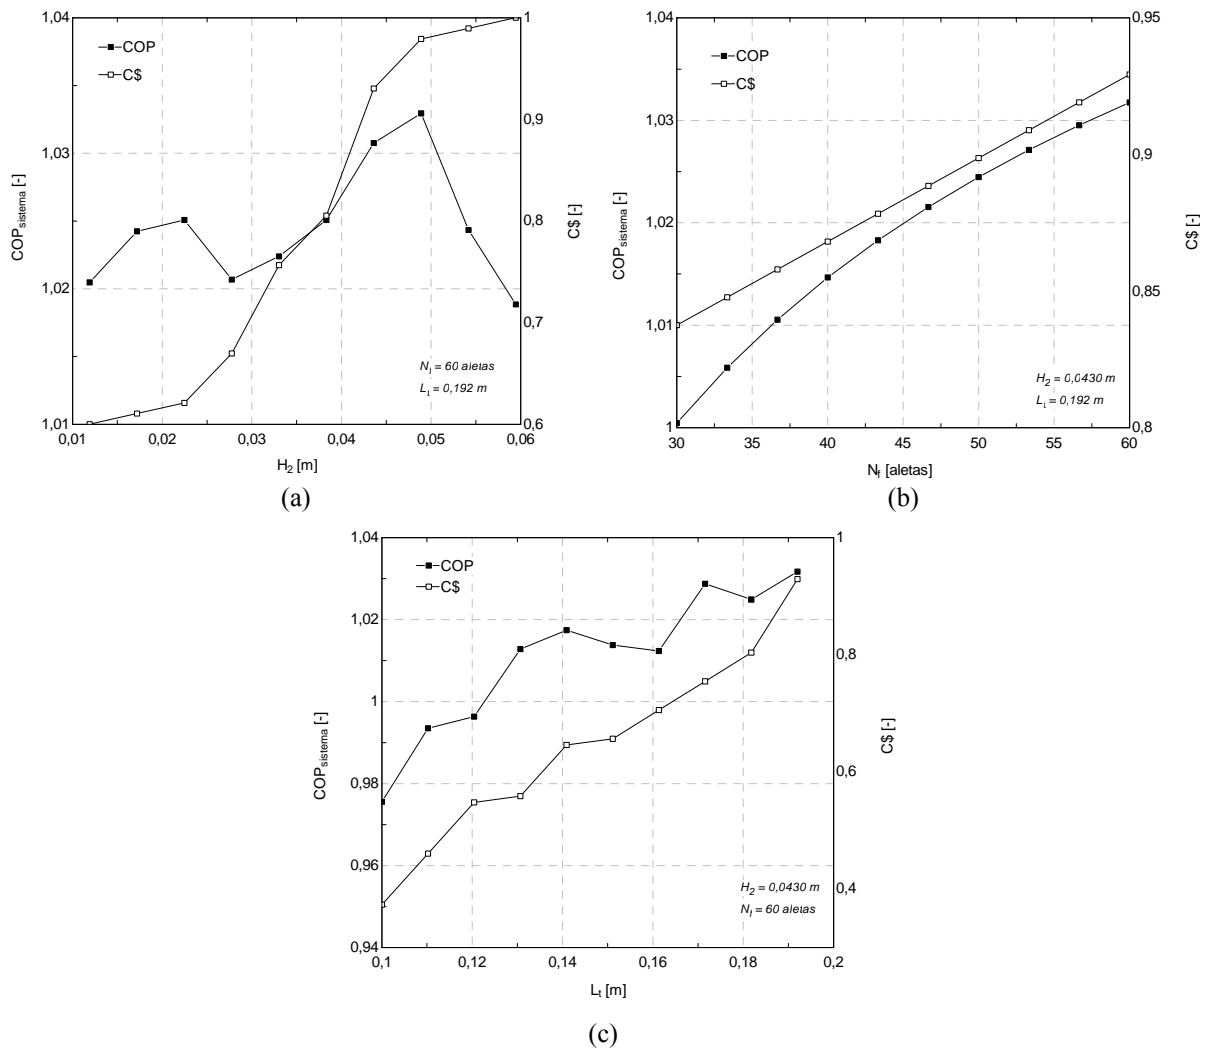 1,04
1,03
1,02
1,01
COP
C$
1
0,9
0,8
0,7
0,6
COPsistema [-]
C$ [-]
Nf = 60 aletas
Lt = 0,192 m
0,01 0,02 0,03 0,04 0,05 0,06
H2 [m]
(a)
1,04
1,03
1,02
1,01
1
COP
C$
0,95
0,9
0,85
0,8
COPsistema [-]
C$ [-]
H2 = 0,0430 m
Lt = 0,192 m
30 35 40 45 50 55 60
Nf [aletas]
(b)
1,04
1,02
1
0,98
0,96
0,94
COP
C$
1
0,8
0,6
0,4
COPsistema [-]
C$ [-]
H2 = 0,0430 m
Nf = 60 aletas
0,1 0,12 0,14 0,16 0,18 0,2
Lt [m]
(c)